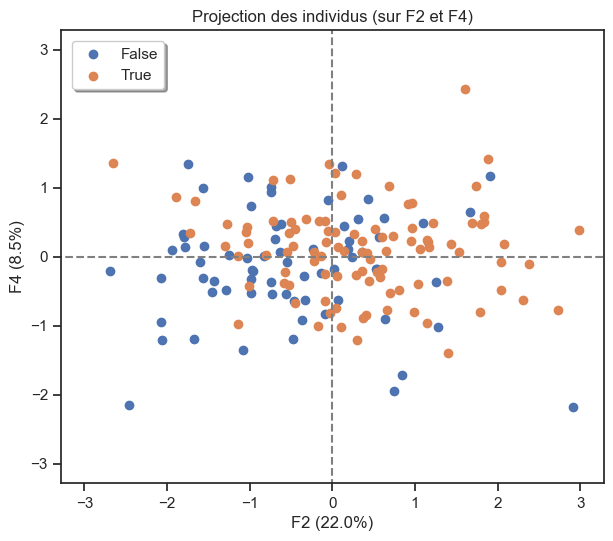 Projection des individus (sur F2 et F4)
False
True
3
2
1
0
−1
−2
−3
F4 (8.5%)
−3
−2
−1
0
1
2
3
F2 (22.0%)